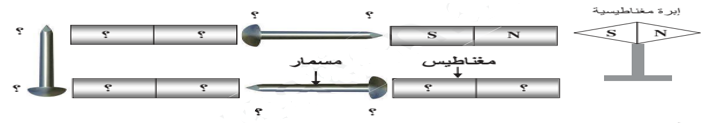 إبرة مغناطيسية
؟ ؟ ؟
؟ ؟ S N S N
مسمار مغناطيس
؟ ؟ ؟ ؟ ؟
؟ ؟